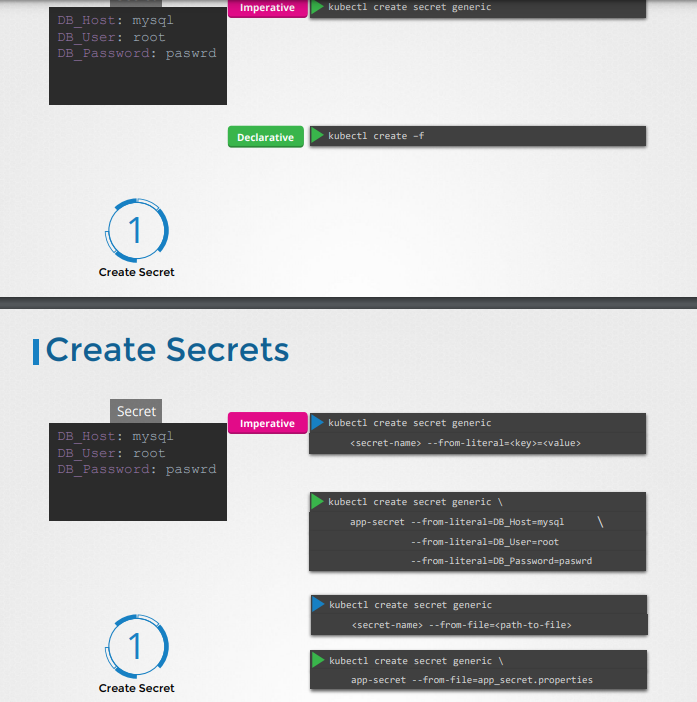 Imperative
kubectl create secret generic
DB_Host: mysql
DB_User: root
DB_Password: paswrd
Declarative
kubectl create –f
1
Create Secret
Create Secrets
Secret
DB_Host: mysql
DB_User: root
DB_Password: paswrd
Imperative
kubectl create secret generic
<secret-name> --from-literal=<key>=<value>
kubectl create secret generic \
app-secret --from-literal=DB_Host=mysql \
--from-literal=DB_User=root
--from-literal=DB_Password=paswrd
kubectl create secret generic
<secret-name> --from-file=<path-to-file>
kubectl create secret generic \
app-secret --from-file=app_secret.properties
1
Create Secret